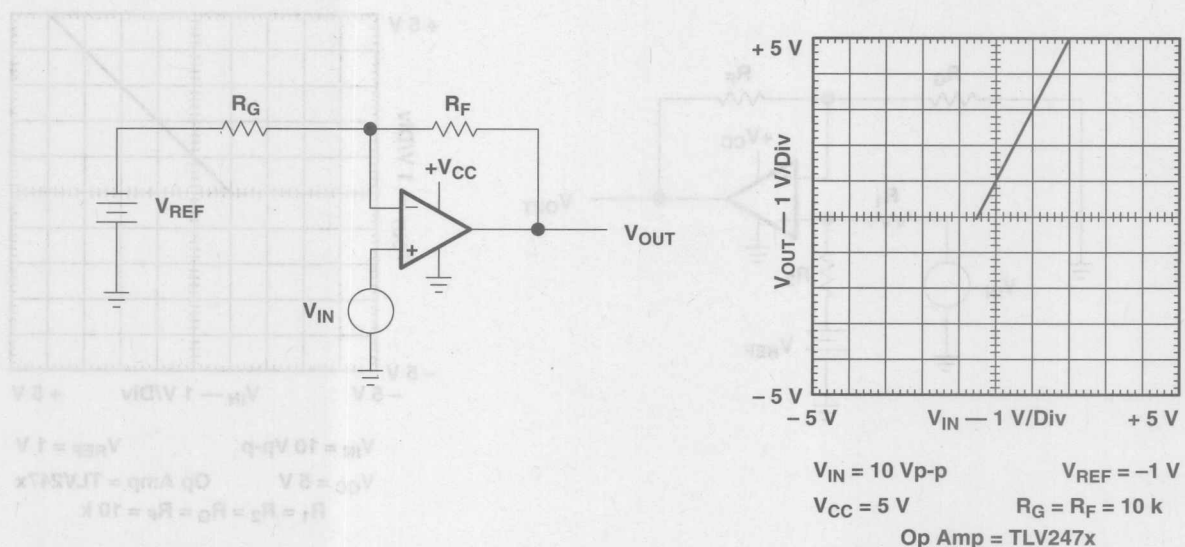 + 5 V
R_G
R_F
+V_CC
V_REF
V_OUT
V_IN
V_OUT — 1 V/Div
– 5 V
– 5 V
V_IN — 1 V/Div
+ 5 V
V_IN = 10 Vp-p
V_REF = –1 V
V_CC = 5 V
R_G = R_F = 10 k
Op Amp = TLV247x